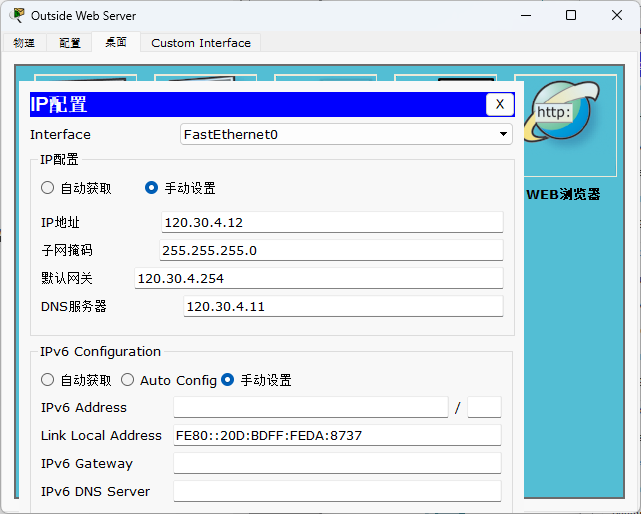 Outside Web Server
物理 配置 桌面 Custom Interface
http:
WEB浏览器
IP配置 X
Interface FastEthernet0
IP配置
自动获取 手动设置
IP地址 120.30.4.12
子网掩码 255.255.255.0
默认网关 120.30.4.254
DNS服务器 120.30.4.11
IPv6 Configuration
自动获取 Auto Config 手动设置
IPv6 Address /
Link Local Address FE80::20D:BDFF:FEDA:8737
IPv6 Gateway
IPv6 DNS Server